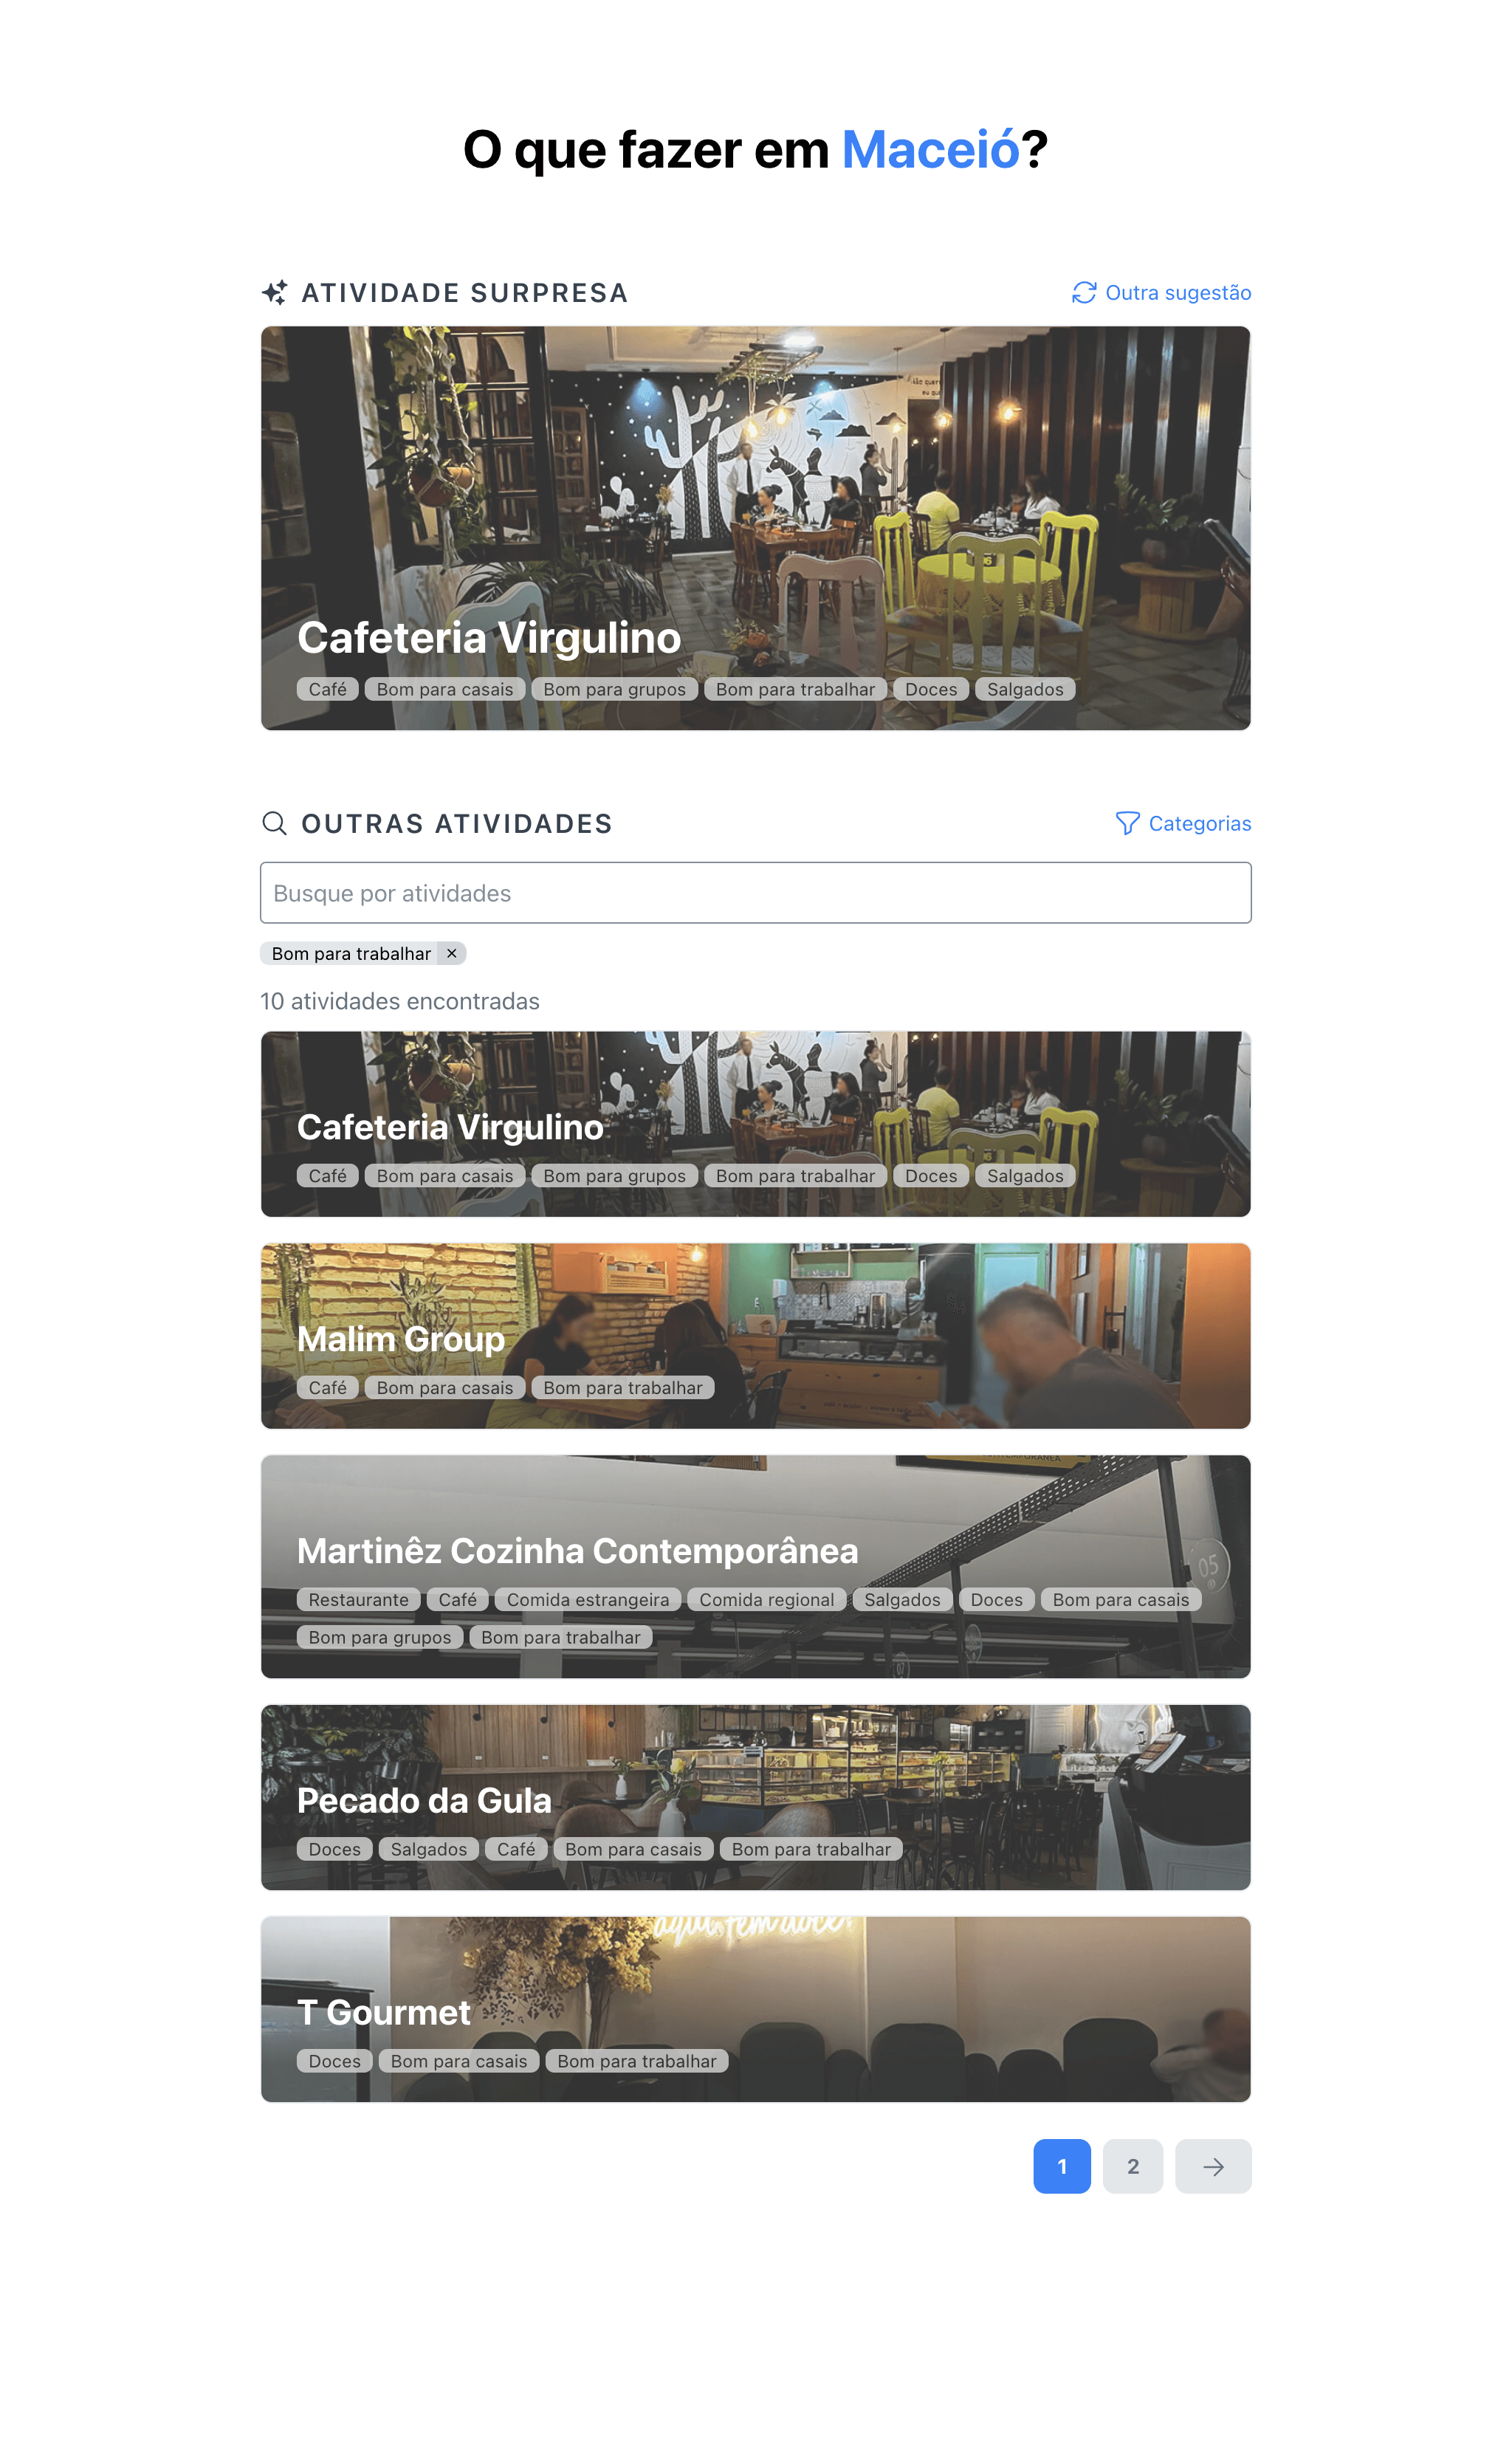 O que fazer em Maceió?
ATIVIDADE SURPRESA
Outra sugestão
Cafeteria Virgulino
Café Bom para casais Bom para grupos Bom para trabalhar Doces Salgados
OUTRAS ATIVIDADES
Categorias
Busque por atividades
Bom para trabalhar ×
10 atividades encontradas
Cafeteria Virgulino
Café Bom para casais Bom para grupos Bom para trabalhar Doces Salgados
Malim Group
Café Bom para casais Bom para trabalhar
Martinêz Cozinha Contemporânea
05
Restaurante Café Comida estrangeira Comida regional Salgados Doces Bom para casais
Bom para grupos Bom para trabalhar
Pecado da Gula
Doces Salgados Café Bom para casais Bom para trabalhar
aqui tem doce
T Gourmet
Doces Bom para casais Bom para trabalhar
1 2 →